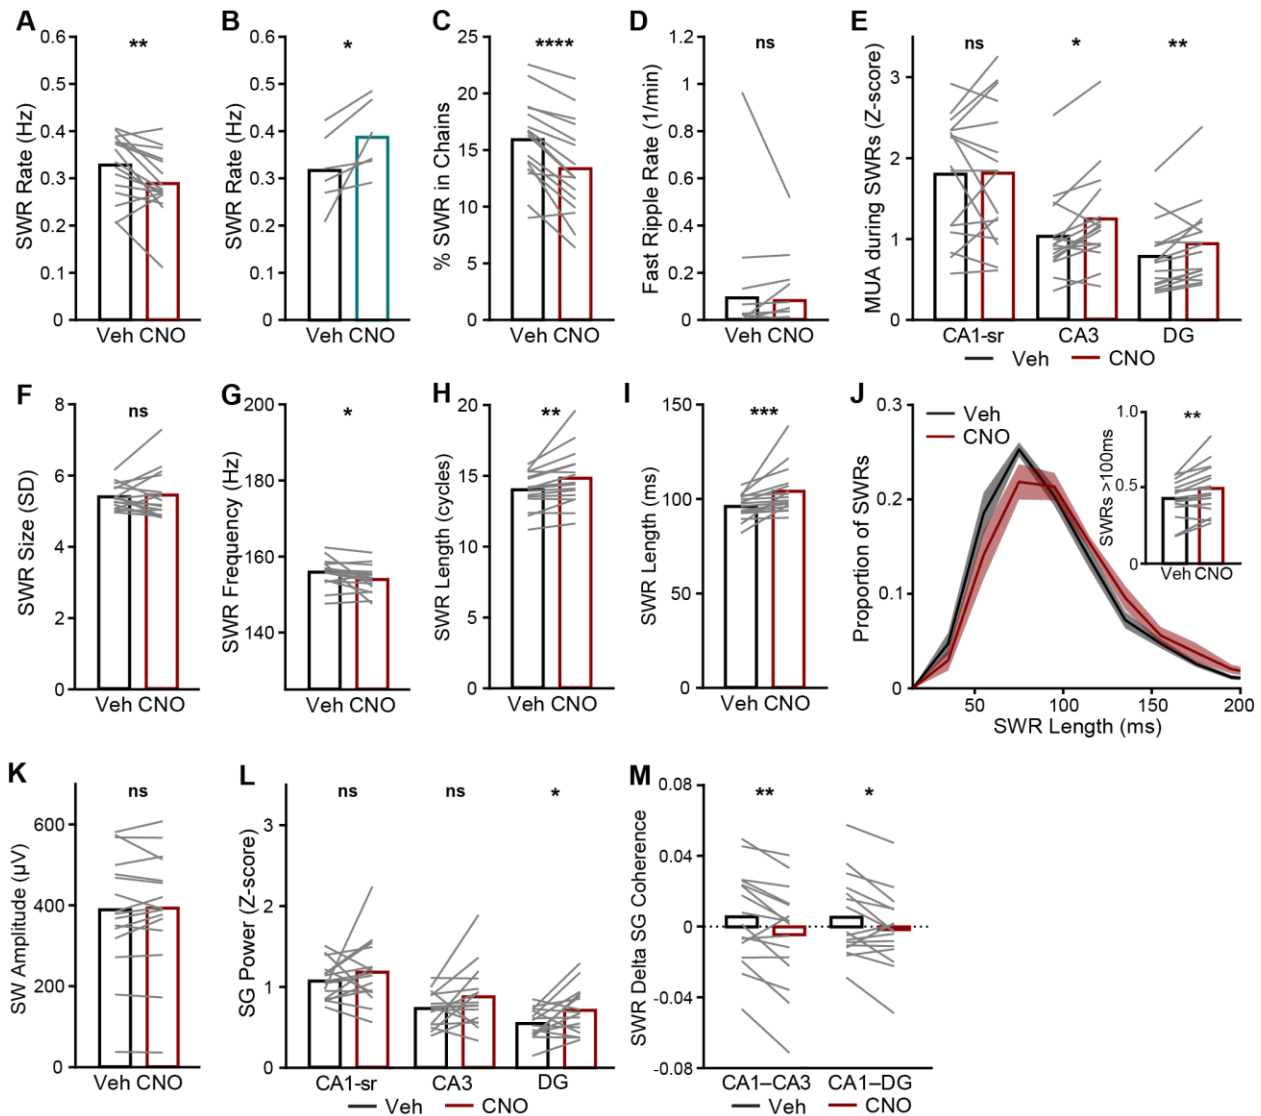 A
SWR Rate (Hz)
0.6
0.5
0.4
0.3
0.2
0.1
0
**
Veh CNO
B
SWR Rate (Hz)
0.6
0.5
0.4
0.3
0.2
0.1
0
*
Veh CNO
C
% SWR in Chains
25
20
15
10
5
0
****
Veh CNO
D
Fast Ripple Rate (1/min)
1.2
1
0.8
0.6
0.4
0.2
0
ns
Veh CNO
E
MUA during SWRs (Z-score)
3
2
1
0
ns * **
CA1-sr CA3 DG
Veh CNO
F
SWR Size (SD)
8
6
4
2
0
ns
Veh CNO
G
SWR Frequency (Hz)
200
180
160
140
*
Veh CNO
H
SWR Length (cycles)
20
15
10
5
0
**
Veh CNO
I
SWR Length (ms)
150
100
50
0
***
Veh CNO
J
Proportion of SWRs
0.3
0.2
0.1
0
Veh
CNO
50 100 150 200
SWR Length (ms)
SWRs >100ms
1.0
0.5
0
**
Veh CNO
K
SW Amplitude (µV)
600
400
200
0
ns
Veh CNO
L
SG Power (Z-score)
3
2
1
0
ns ns *
CA1-sr CA3 DG
Veh CNO
M
SWR Delta SG Coherence
0.08
0.04
0
-0.04
-0.08
** *
CA1–CA3 CA1–DG
Veh CNO